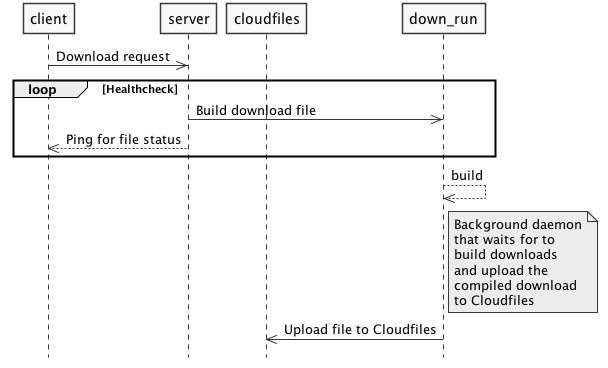 client server cloudfiles down_run
Download request
loop [Healthcheck]
Build download file
Ping for file status
build
Background daemon
that waits for to
build downloads
and upload the
compiled download
to Cloudfiles
Upload file to Cloudfiles